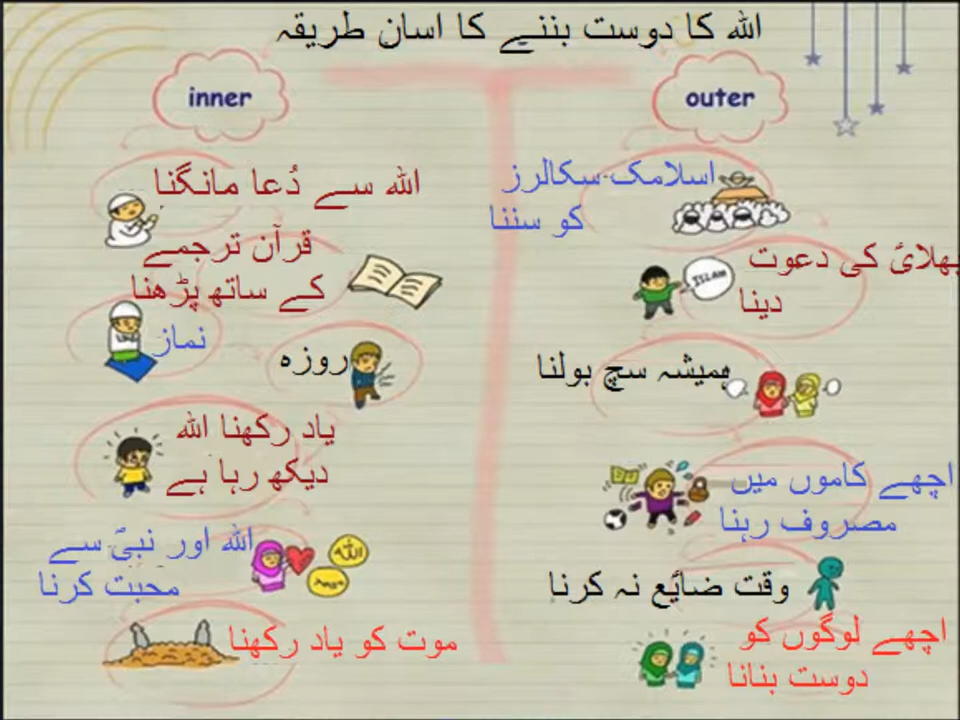 اللہ کا دوست بننے کا اسان طریقہ
outer
اسلامک سکالرز
کو سننا
بھلائ کی دعوت
دینا
ISLAM
ہمیشہ سچ بولنا
اچھے کاموں میں
مصروف رہنا
وقت ضائع نہ کرنا
اچھے لوگوں کو
دوست بنانا
inner
اللہ سے دُعا مانگنا
قرآن ترجمے
کے ساتھ پڑھنا
نماز
روزہ
یاد رکھنا اللہ
دیکھ رہا ہے
اللہ اور نبیؐ سے
محبت کرنا
اللہ
موت کو یاد رکھنا